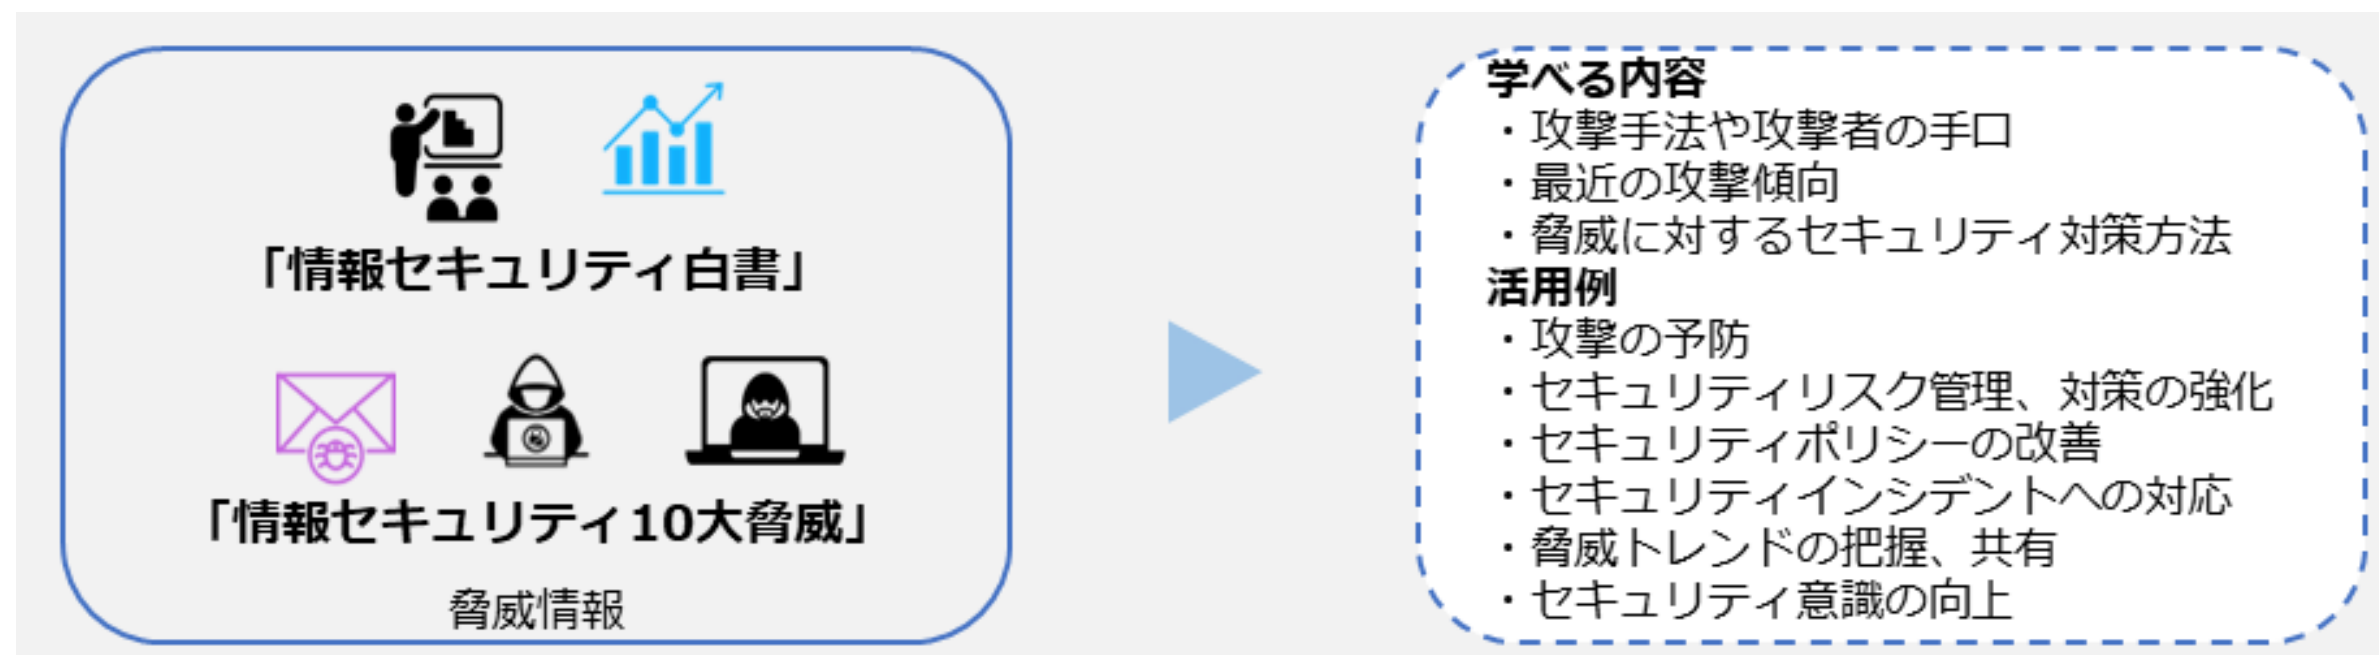 「情報セキュリティ白書」
「情報セキュリティ10大脅威」
脅威情報
学べる内容
・攻撃手法や攻撃者の手口
・最近の攻撃傾向
・脅威に対するセキュリティ対策方法
活用例
・攻撃の予防
・セキュリティリスク管理、対策の強化
・セキュリティポリシーの改善
・セキュリティインシデントへの対応
・脅威トレンドの把握、共有
・セキュリティ意識の向上